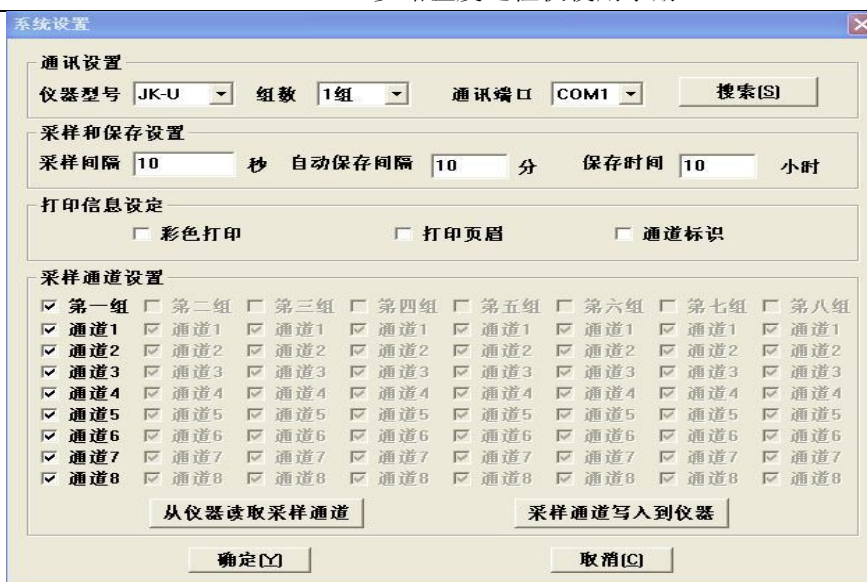 系统设置
通讯设置
仪器型号 JK-U 组数 1组 通讯端口 COM1 搜索(S)
采样和保存设置
采样间隔 10 秒 自动保存间隔 10 分 保存时间 10 小时
打印信息设定
彩色打印 打印页眉 通道标识
采样通道设置
第一组 第二组 第三组 第四组 第五组 第六组 第七组 第八组
通道1 通道1 通道1 通道1 通道1 通道1 通道1 通道1
通道2 通道2 通道2 通道2 通道2 通道2 通道2 通道2
通道3 通道3 通道3 通道3 通道3 通道3 通道3 通道3
通道4 通道4 通道4 通道4 通道4 通道4 通道4 通道4
通道5 通道5 通道5 通道5 通道5 通道5 通道5 通道5
通道6 通道6 通道6 通道6 通道6 通道6 通道6 通道6
通道7 通道7 通道7 通道7 通道7 通道7 通道7 通道7
通道8 通道8 通道8 通道8 通道8 通道8 通道8 通道8
从仪器读取采样通道 采样通道写入到仪器
确定(Y) 取消(C)